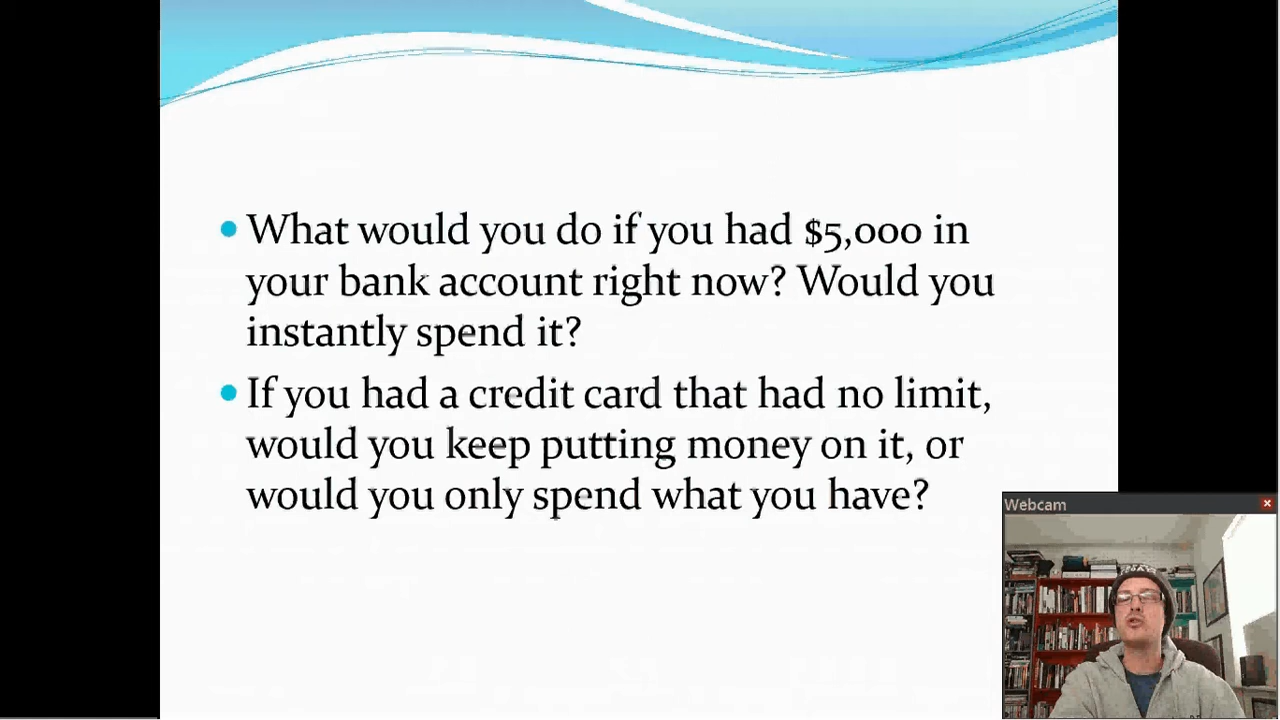 What would you do if you had $5,000 in
your bank account right now? Would you
instantly spend it?
If you had a credit card that had no limit,
would you keep putting money on it, or
would you only spend what you have?
Webcam